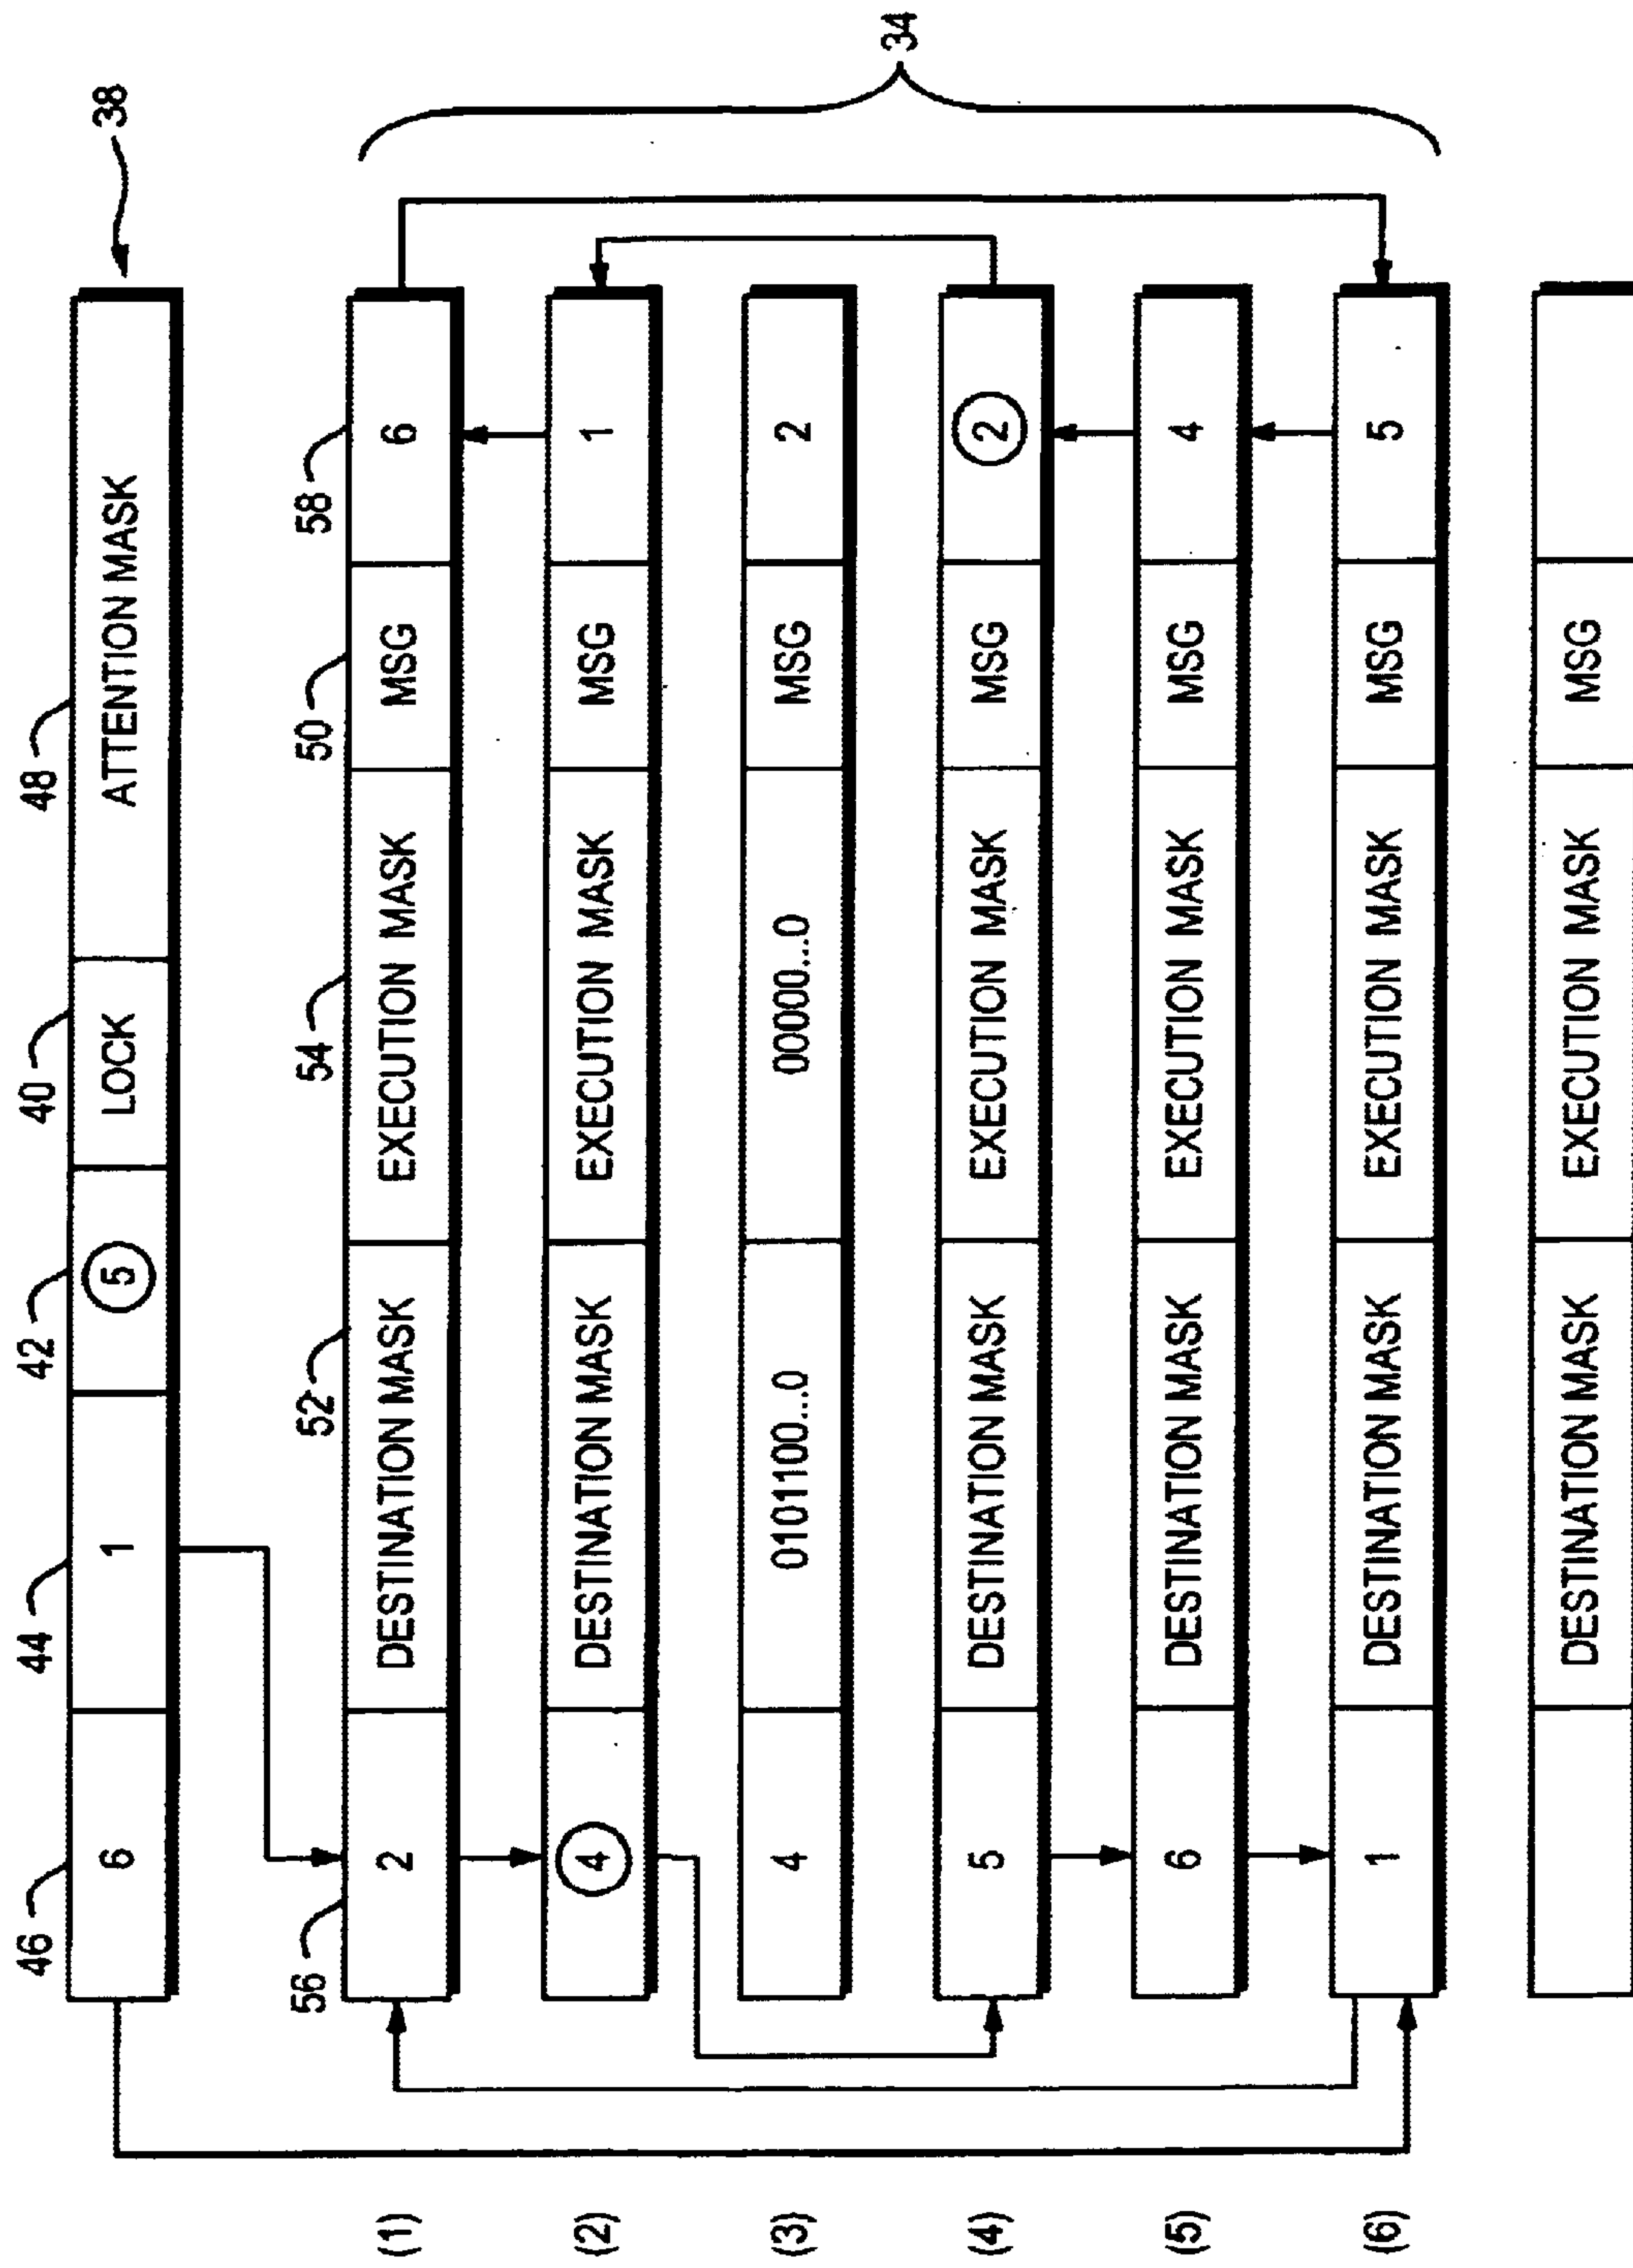 46 44 42 40 48
38
6 1 5 LOCK ATTENTION MASK
56 52 54 50 58
(1) 2 DESTINATION MASK EXECUTION MASK MSG 6
(2) 4 DESTINATION MASK EXECUTION MASK MSG 1
(3) 4 0101100...0 00000...0 MSG 2
34
(4) 5 DESTINATION MASK EXECUTION MASK MSG 2
(5) 6 DESTINATION MASK EXECUTION MASK MSG 4
(6) 1 DESTINATION MASK EXECUTION MASK MSG 5
DESTINATION MASK EXECUTION MASK MSG